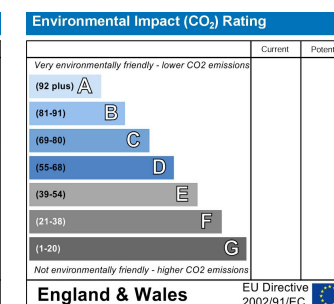 Environmental Impact (CO2) Rating
Current Potent
Very environmentally friendly - lower CO2 emissions
(92 plus) A
(81-91) B
(69-80) C
(55-68) D
(39-54) E
(21-38) F
(1-20) G
Not environmentally friendly - higher CO2 emissions
England & Wales
EU Directive
2002/91/EC